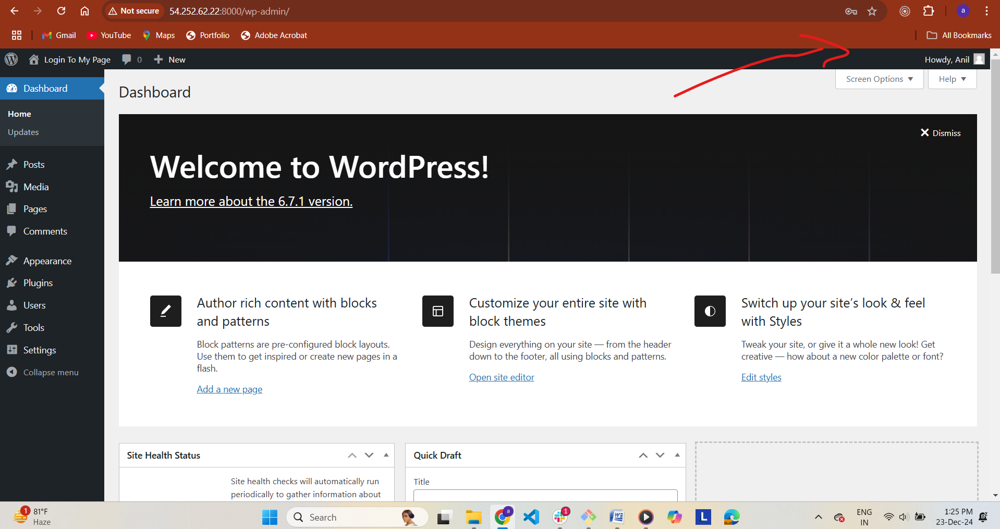 Not secure 54.252.62.22:8000/wp-admin/ a
Gmail YouTube Maps Portfolio Adobe Acrobat All Bookmarks
Login To My Page 0 New Howdy, Anil
Screen Options Help
Dashboard
Home
Updates
Posts
Media
Pages
Comments
Appearance
Plugins
Users
Tools
Settings
Collapse menu
Dashboard
Dismiss
Welcome to WordPress!
Learn more about the 6.7.1 version.
Author rich content with blocks
and patterns
Block patterns are pre-configured block layouts.
Use them to get inspired or create new pages in a
flash.
Add a new page
Customize your entire site with
block themes
Design everything on your site — from the header
down to the footer, all using blocks and patterns.
Open site editor
Switch up your site’s look & feel
with Styles
Tweak your site, or give it a whole new look! Get
creative — how about a new color palette or font?
Edit styles
Site Health Status
Site health checks will automatically run
periodically to gather information about
Quick Draft
Title
1 81°F
Haze
Search
a
1
L
ENG
IN
1:25 PM
23-Dec-24